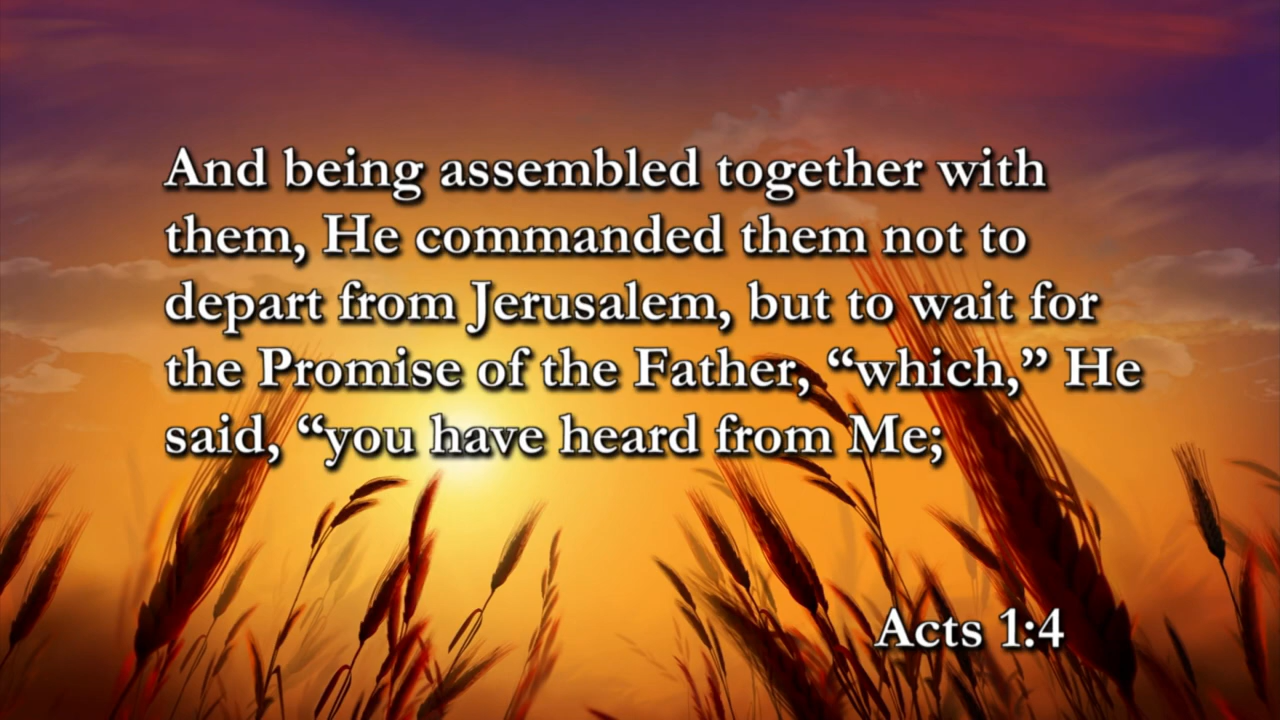 And being assembled together with
them, He commanded them not to
depart from Jerusalem, but to wait for
the Promise of the Father, “which,” He
said, “you have heard from Me;
Acts 1:4